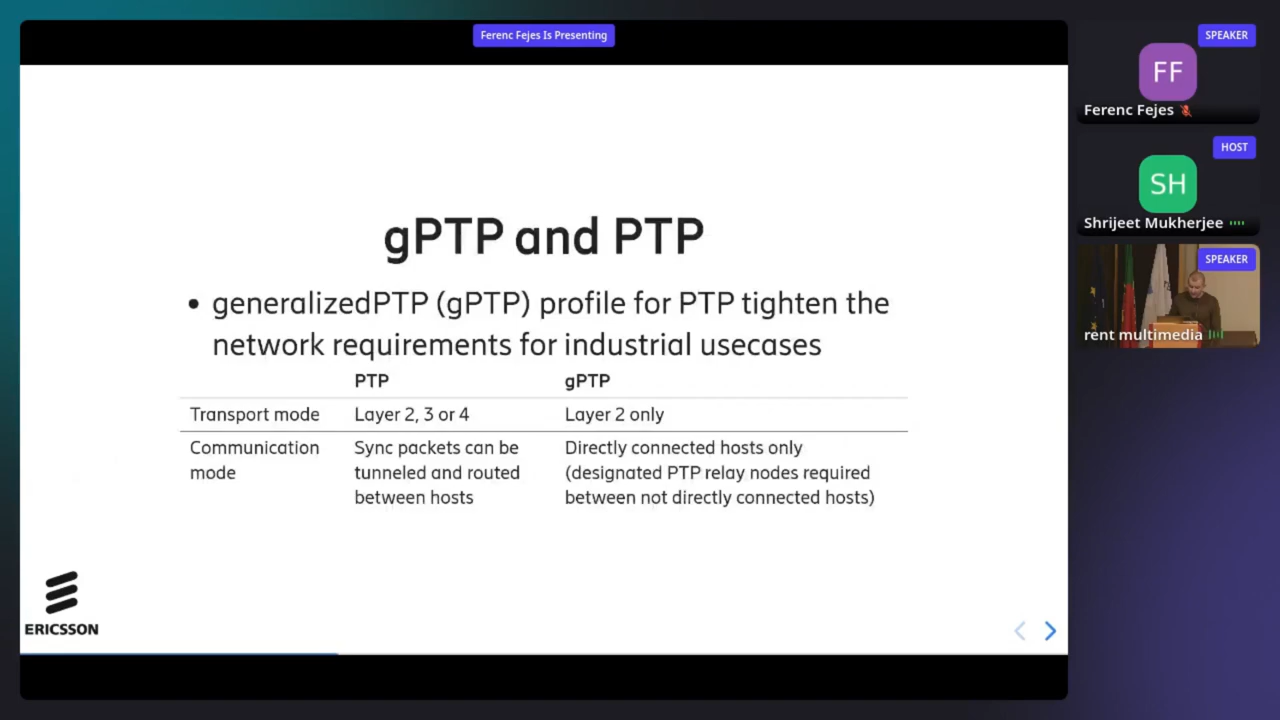 Ferenc Fejes Is Presenting
gPTP and PTP
• generalizedPTP (gPTP) profile for PTP tighten the
network requirements for industrial usecases
PTP gPTP
Transport mode Layer 2, 3 or 4 Layer 2 only
Communication Sync packets can be Directly connected hosts only
mode tunneled and routed (designated PTP relay nodes required
between hosts between not directly connected hosts)
ERICSSON
SPEAKER
FF
Ferenc Fejes
HOST
SH
Shrijeet Mukherjee
SPEAKER
rent multimedia